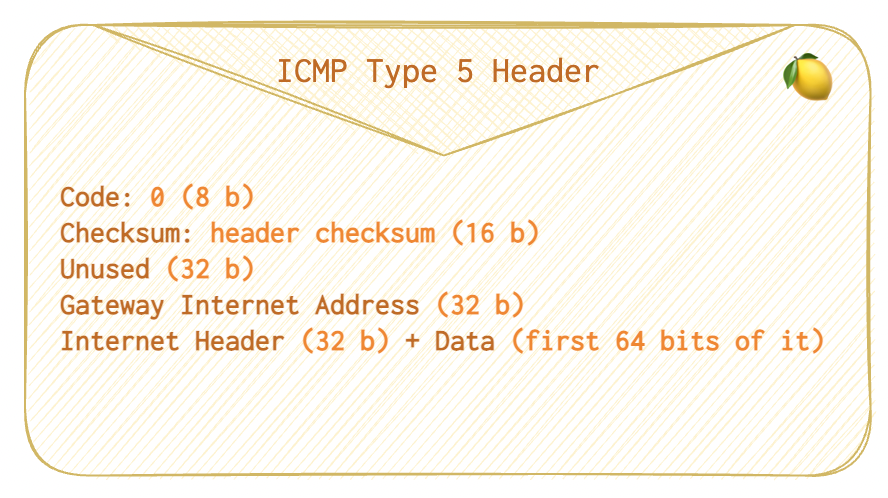 ICMP Type 5 Header
Code: 0 (8 b)
Checksum: header checksum (16 b)
Unused (32 b)
Gateway Internet Address (32 b)
Internet Header (32 b) + Data (first 64 bits of it)